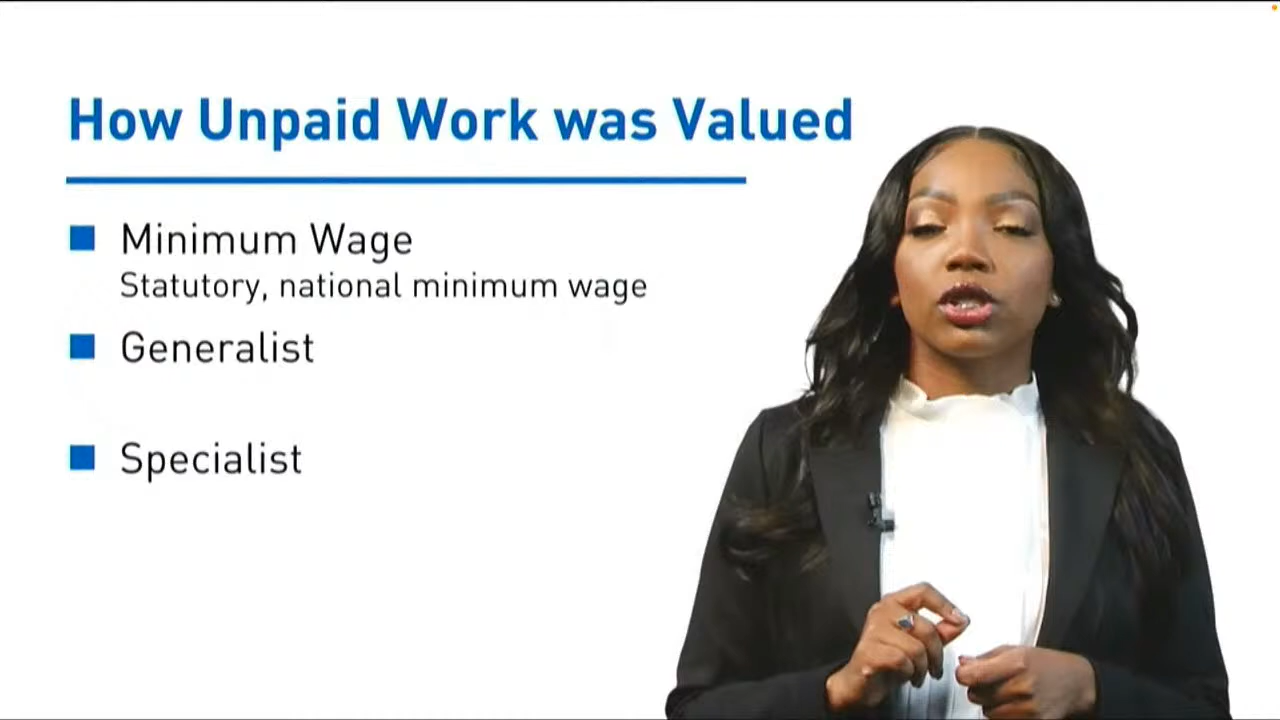 How Unpaid Work was Valued
Minimum Wage
Statutory, national minimum wage
Generalist
Specialist